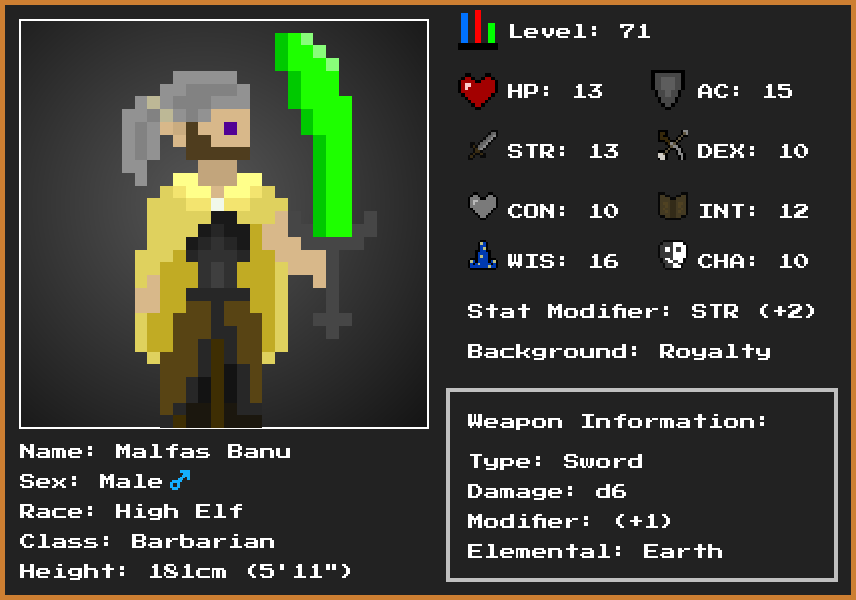 Level: 71
HP: 13
AC: 15
STR: 13
DEX: 10
CON: 10
INT: 12
WIS: 16
CHA: 10
Stat Modifier: STR (+2)
Background: Royalty
Weapon Information:
Type: Sword
Damage: d6
Modifier: (+1)
Elemental: Earth
Name: Malfas Banu
Sex: Male♂
Race: High Elf
Class: Barbarian
Height: 181cm (5'11")